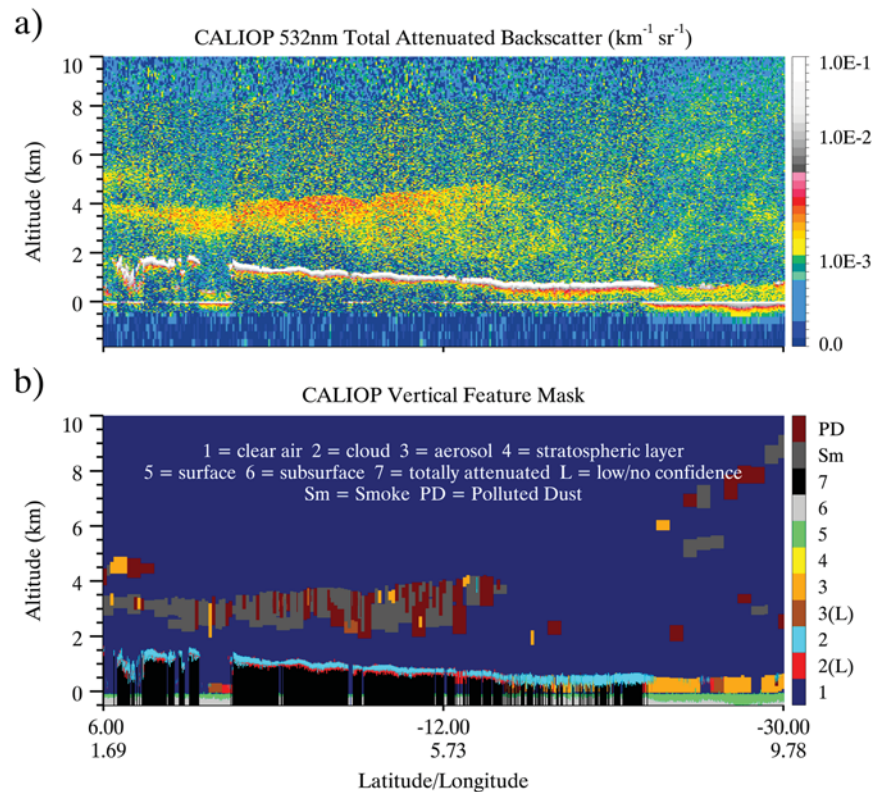 a)
CALIOP 532nm Total Attenuated Backscatter (km⁻¹ sr⁻¹)
10
8
6
4
2
0
Altitude (km)
1.0E-1
1.0E-2
1.0E-3
0.0
b)
CALIOP Vertical Feature Mask
10
8
6
4
2
0
Altitude (km)
1 = clear air 2 = cloud 3 = aerosol 4 = stratospheric layer
5 = surface 6 = subsurface 7 = totally attenuated L = low/no confidence
Sm = Smoke PD = Polluted Dust
PD
Sm
7
6
5
4
3
3(L)
2
2(L)
1
6.00 -12.00 -30.00
1.69 5.73 9.78
Latitude/Longitude